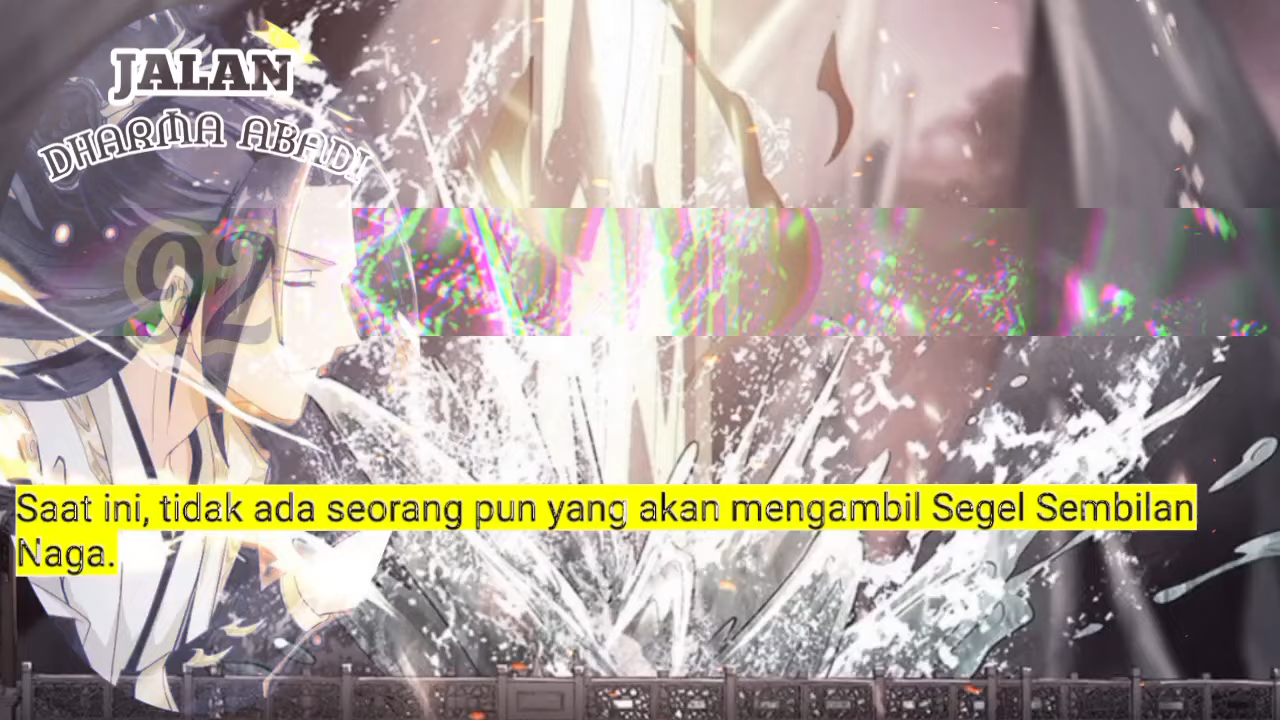 JALAN
DHARMA ABADI
92
Saat ini, tidak ada seorang pun yang akan mengambil Segel Sembilan
Naga.